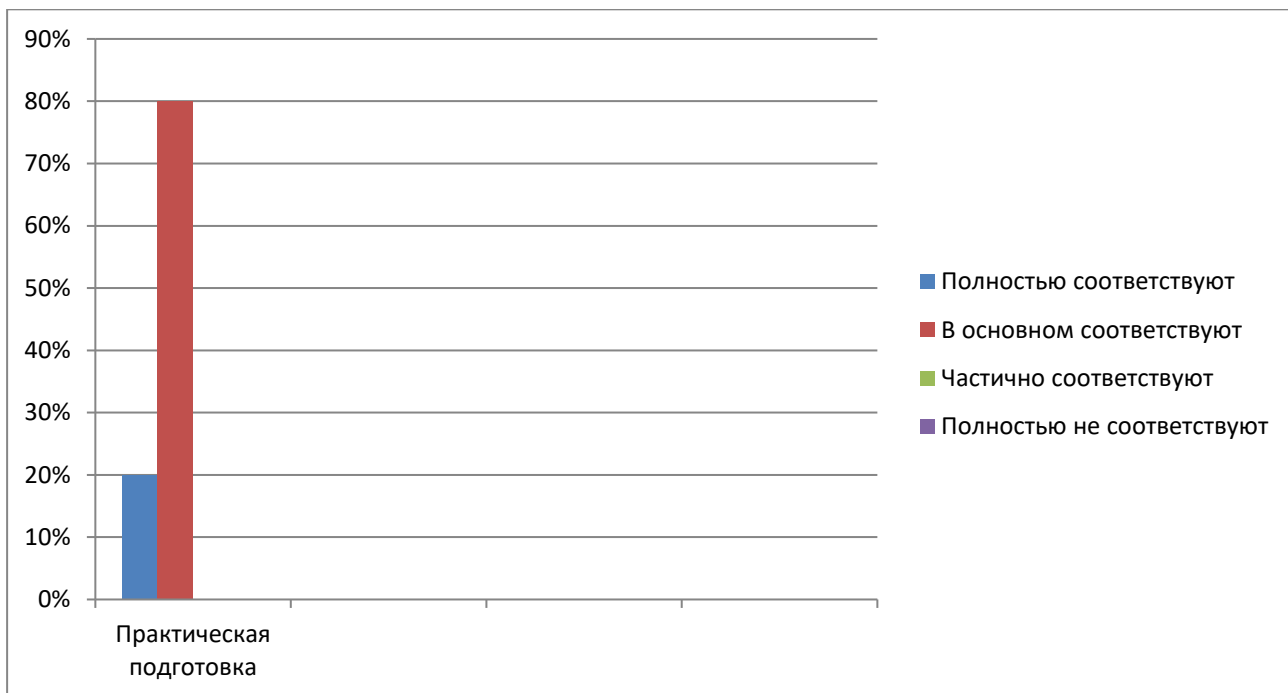 90%
80%
70%
60%
50%
40%
30%
20%
10%
0%
Практическая
подготовка
Полностью соответствуют
В основном соответствуют
Частично соответствуют
Полностью не соответствуют